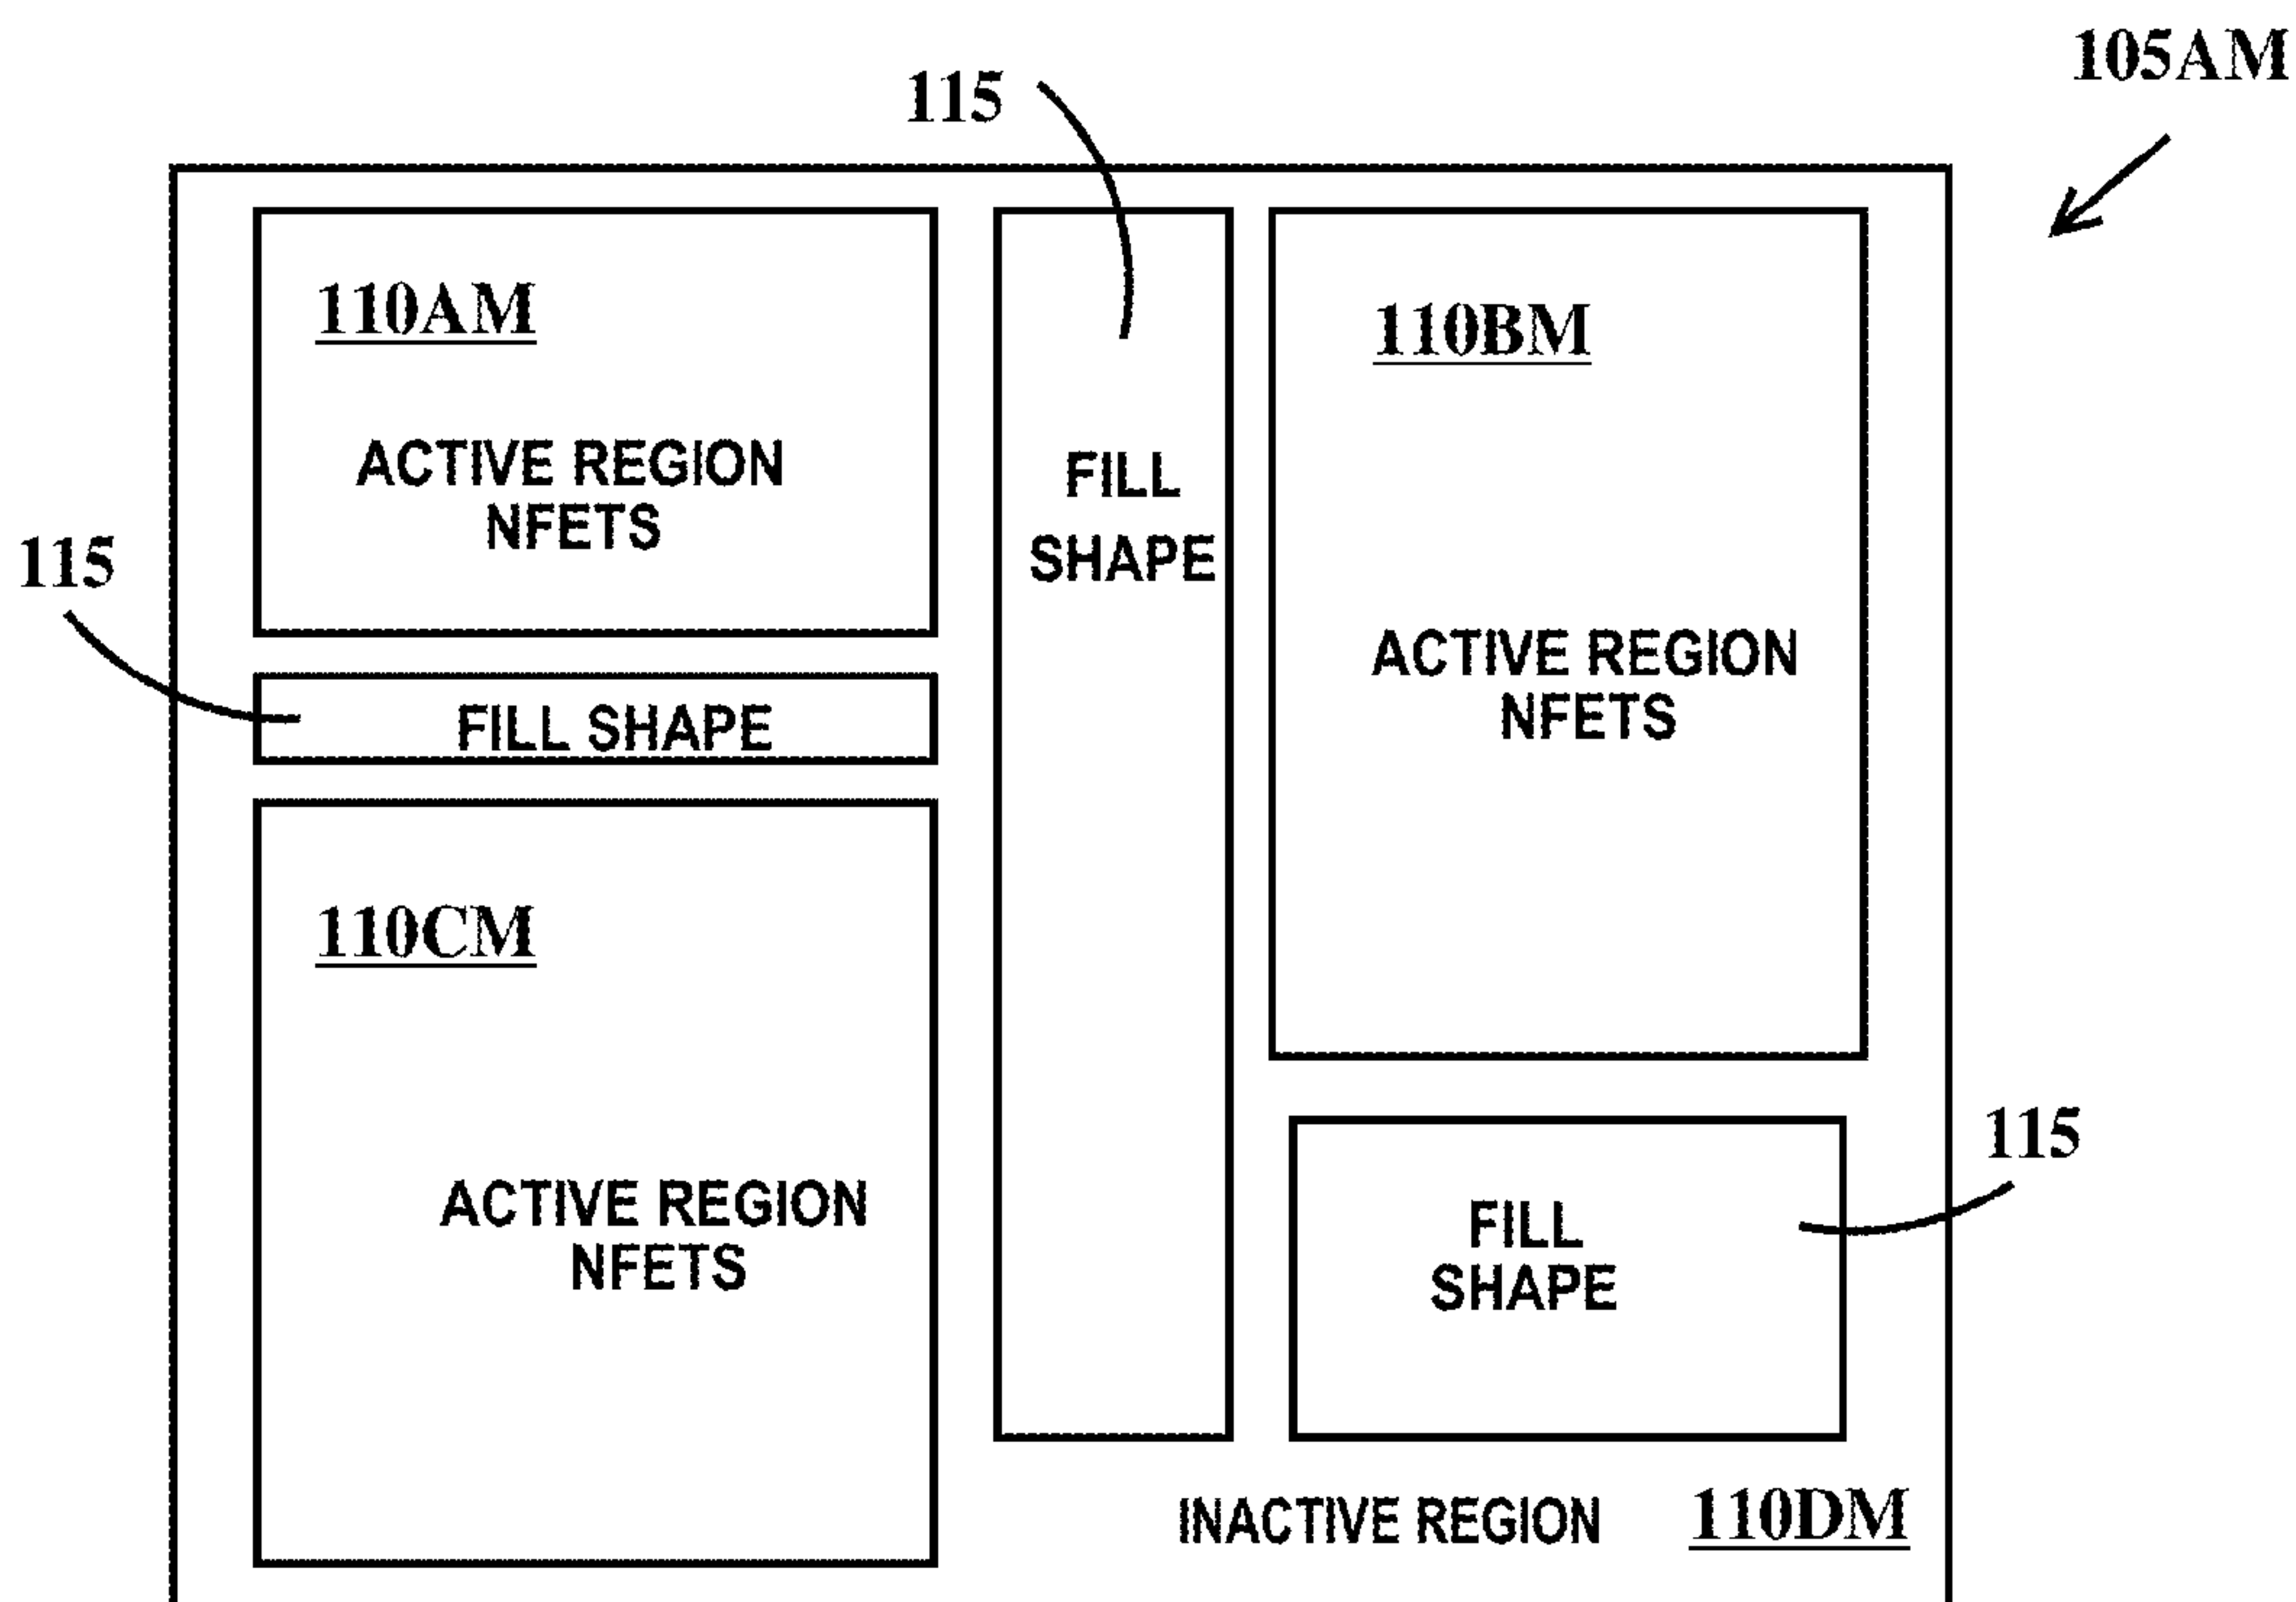 105AM
115
110AM
110BM
ACTIVE REGION
NFETS
FILL
SHAPE
115
ACTIVE REGION
NFETS
FILL SHAPE
110CM
115
ACTIVE REGION
NFETS
FILL
SHAPE
INACTIVE REGION 110DM